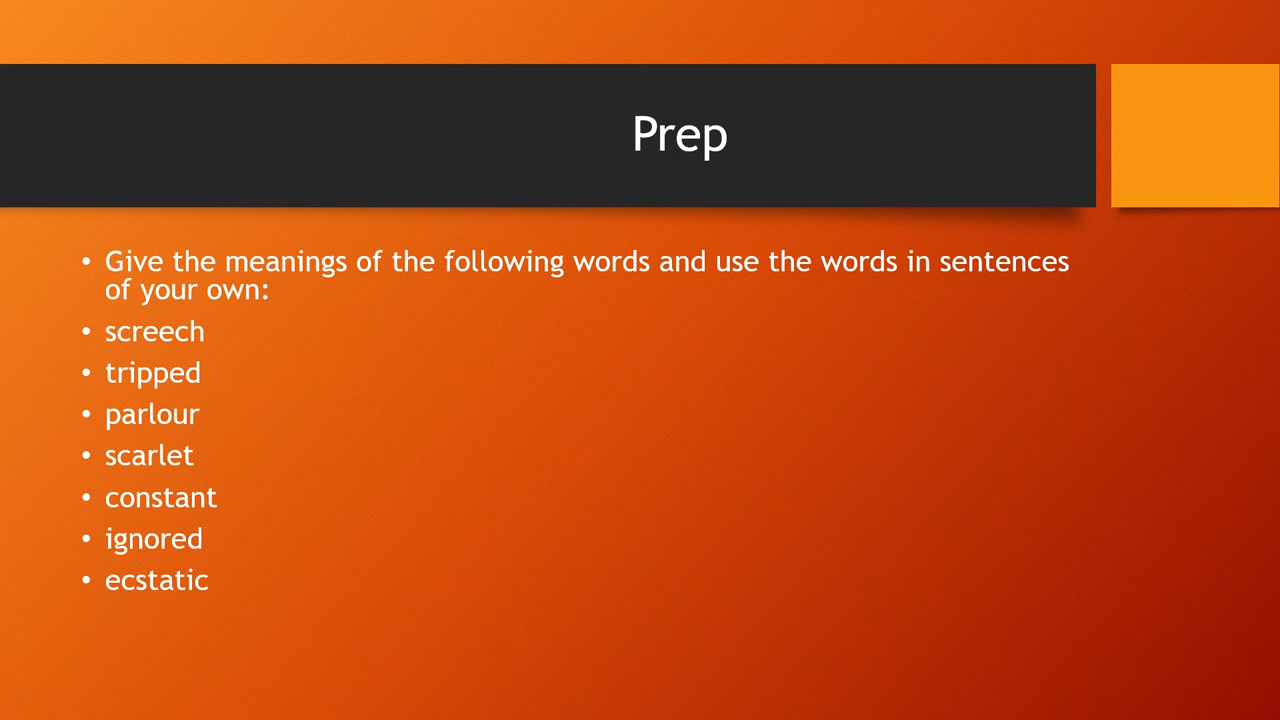 Prep
• Give the meanings of the following words and use the words in sentences
of your own:
• screech
• tripped
• parlour
• scarlet
• constant
• ignored
• ecstatic